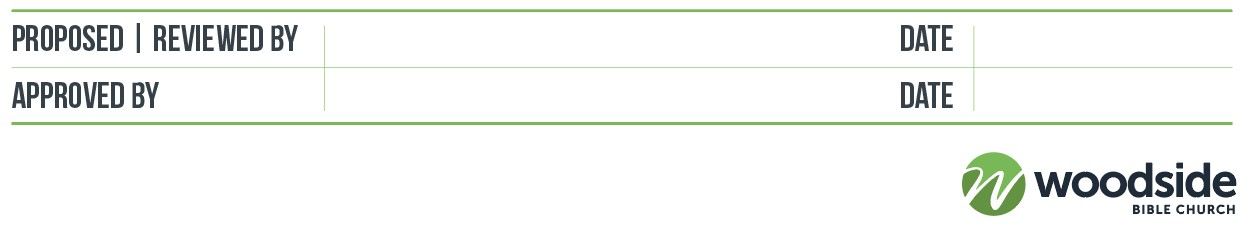 PROPOSED | REVIEWED BY DATE
APPROVED BY DATE
woodside
BIBLE CHURCH